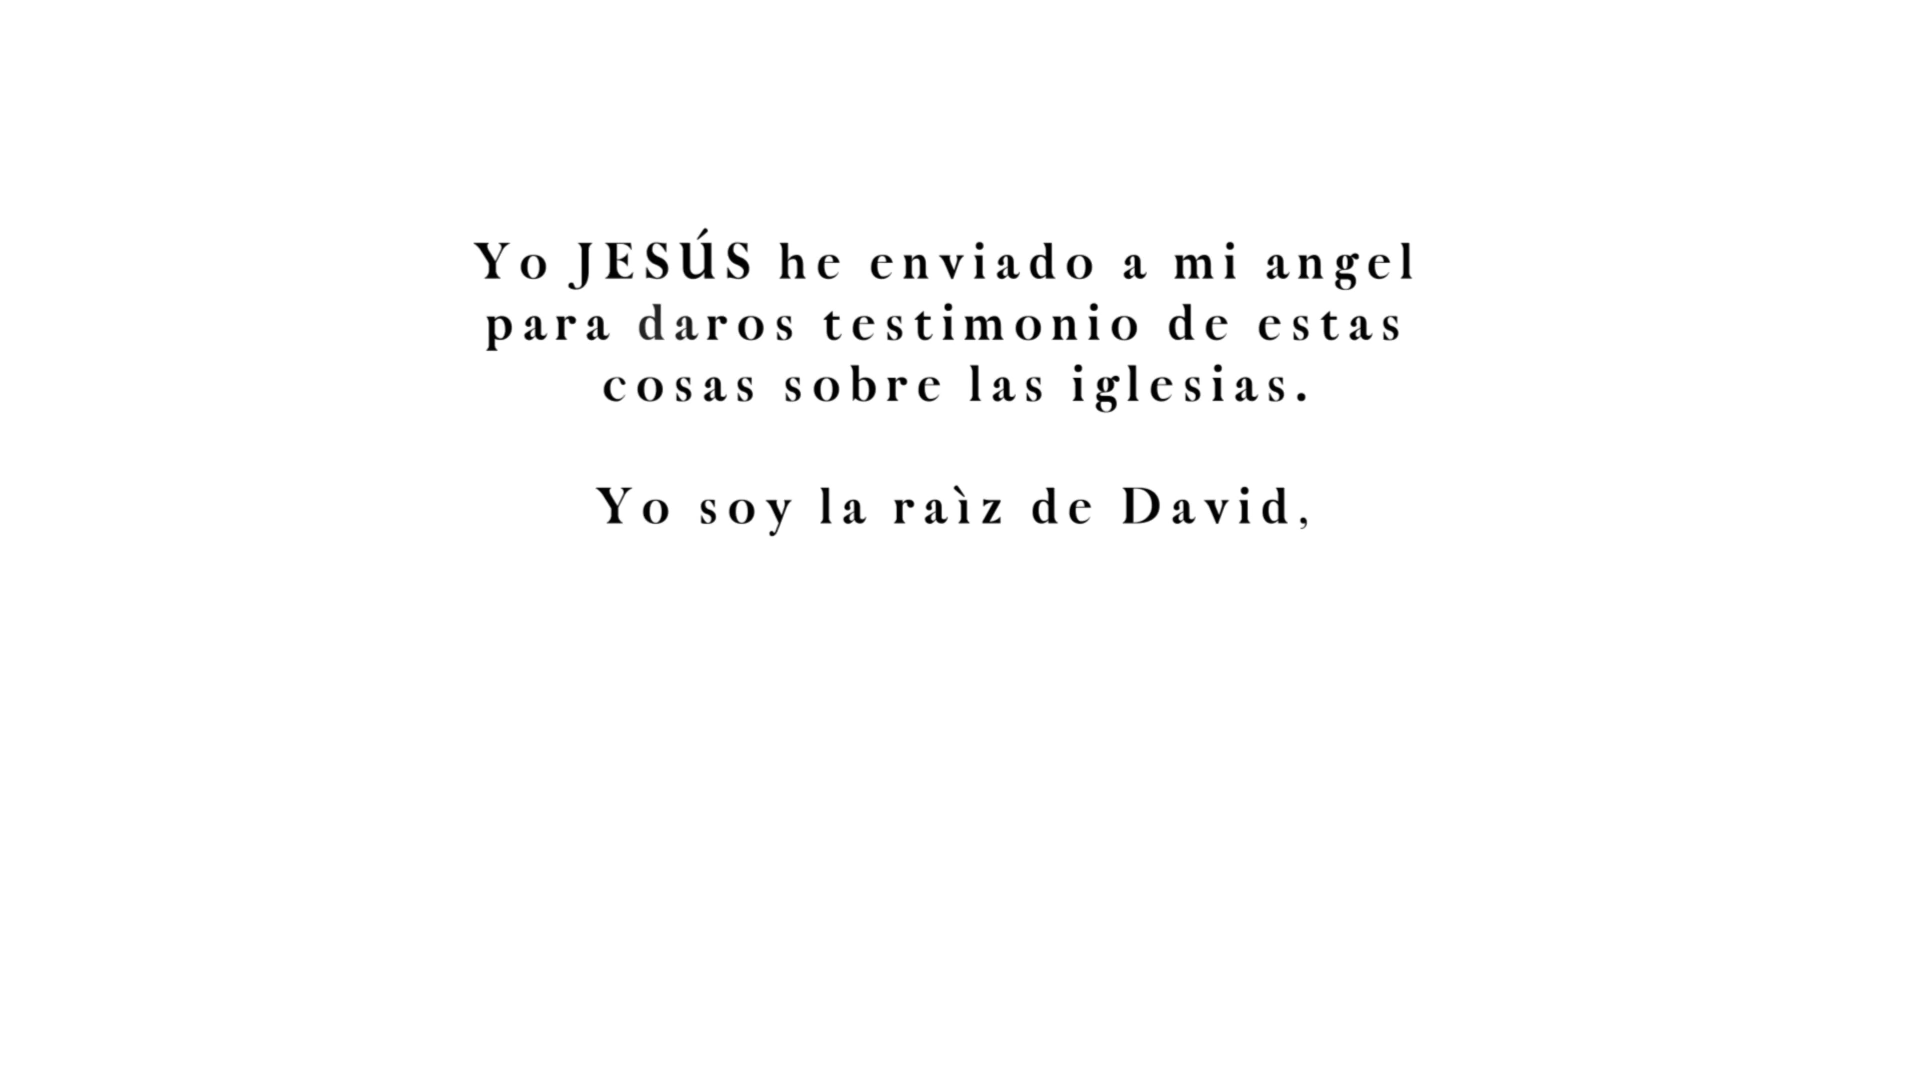 Yo JESÚS he enviado a mi angel
para daros testimonio de estas
cosas sobre las iglesias.
Yo soy la raìz de David,